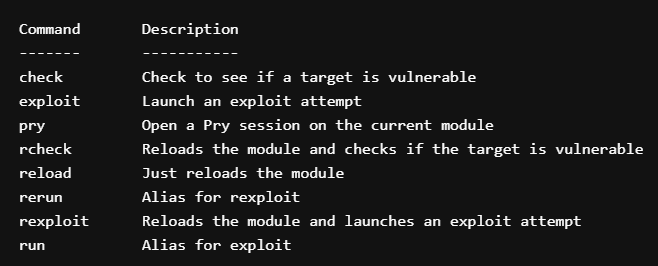 Command Description
------- -----------
check Check to see if a target is vulnerable
exploit Launch an exploit attempt
pry Open a Pry session on the current module
rcheck Reloads the module and checks if the target is vulnerable
reload Just reloads the module
rerun Alias for rexploit
rexploit Reloads the module and launches an exploit attempt
run Alias for exploit